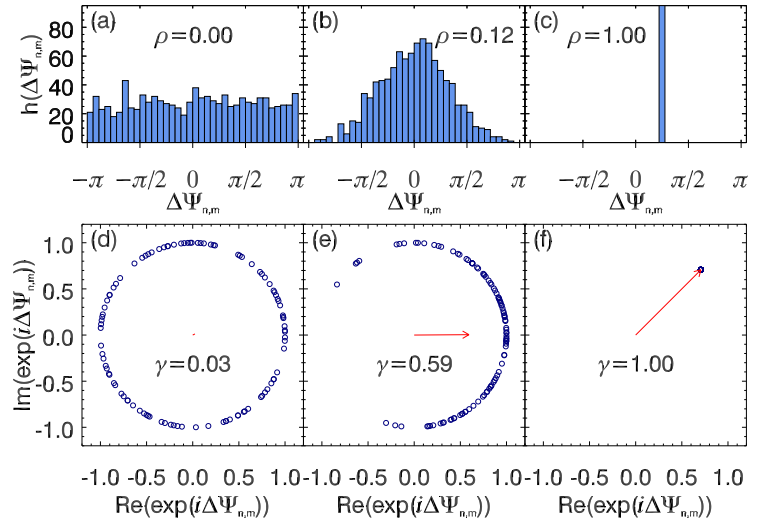 (a) ρ=0.00 (b) ρ=0.12 (c) ρ=1.00
h(ΔΨn,m)
80
60
40
20
0
−π −π/2 0 π/2 π −π/2 0 π/2 π −π/2 0 π/2 π
ΔΨn,m ΔΨn,m ΔΨn,m
(d) (e) (f)
Im(exp(iΔΨn,m))
1.0
0.5
0.0
-0.5
-1.0
γ=0.03 γ=0.59 γ=1.00
-1.0 -0.5 0.0 0.5 1.0 -1.0 -0.5 0.0 0.5 1.0 -1.0 -0.5 0.0 0.5 1.0
Re(exp(iΔΨn,m)) Re(exp(iΔΨn,m)) Re(exp(iΔΨn,m))